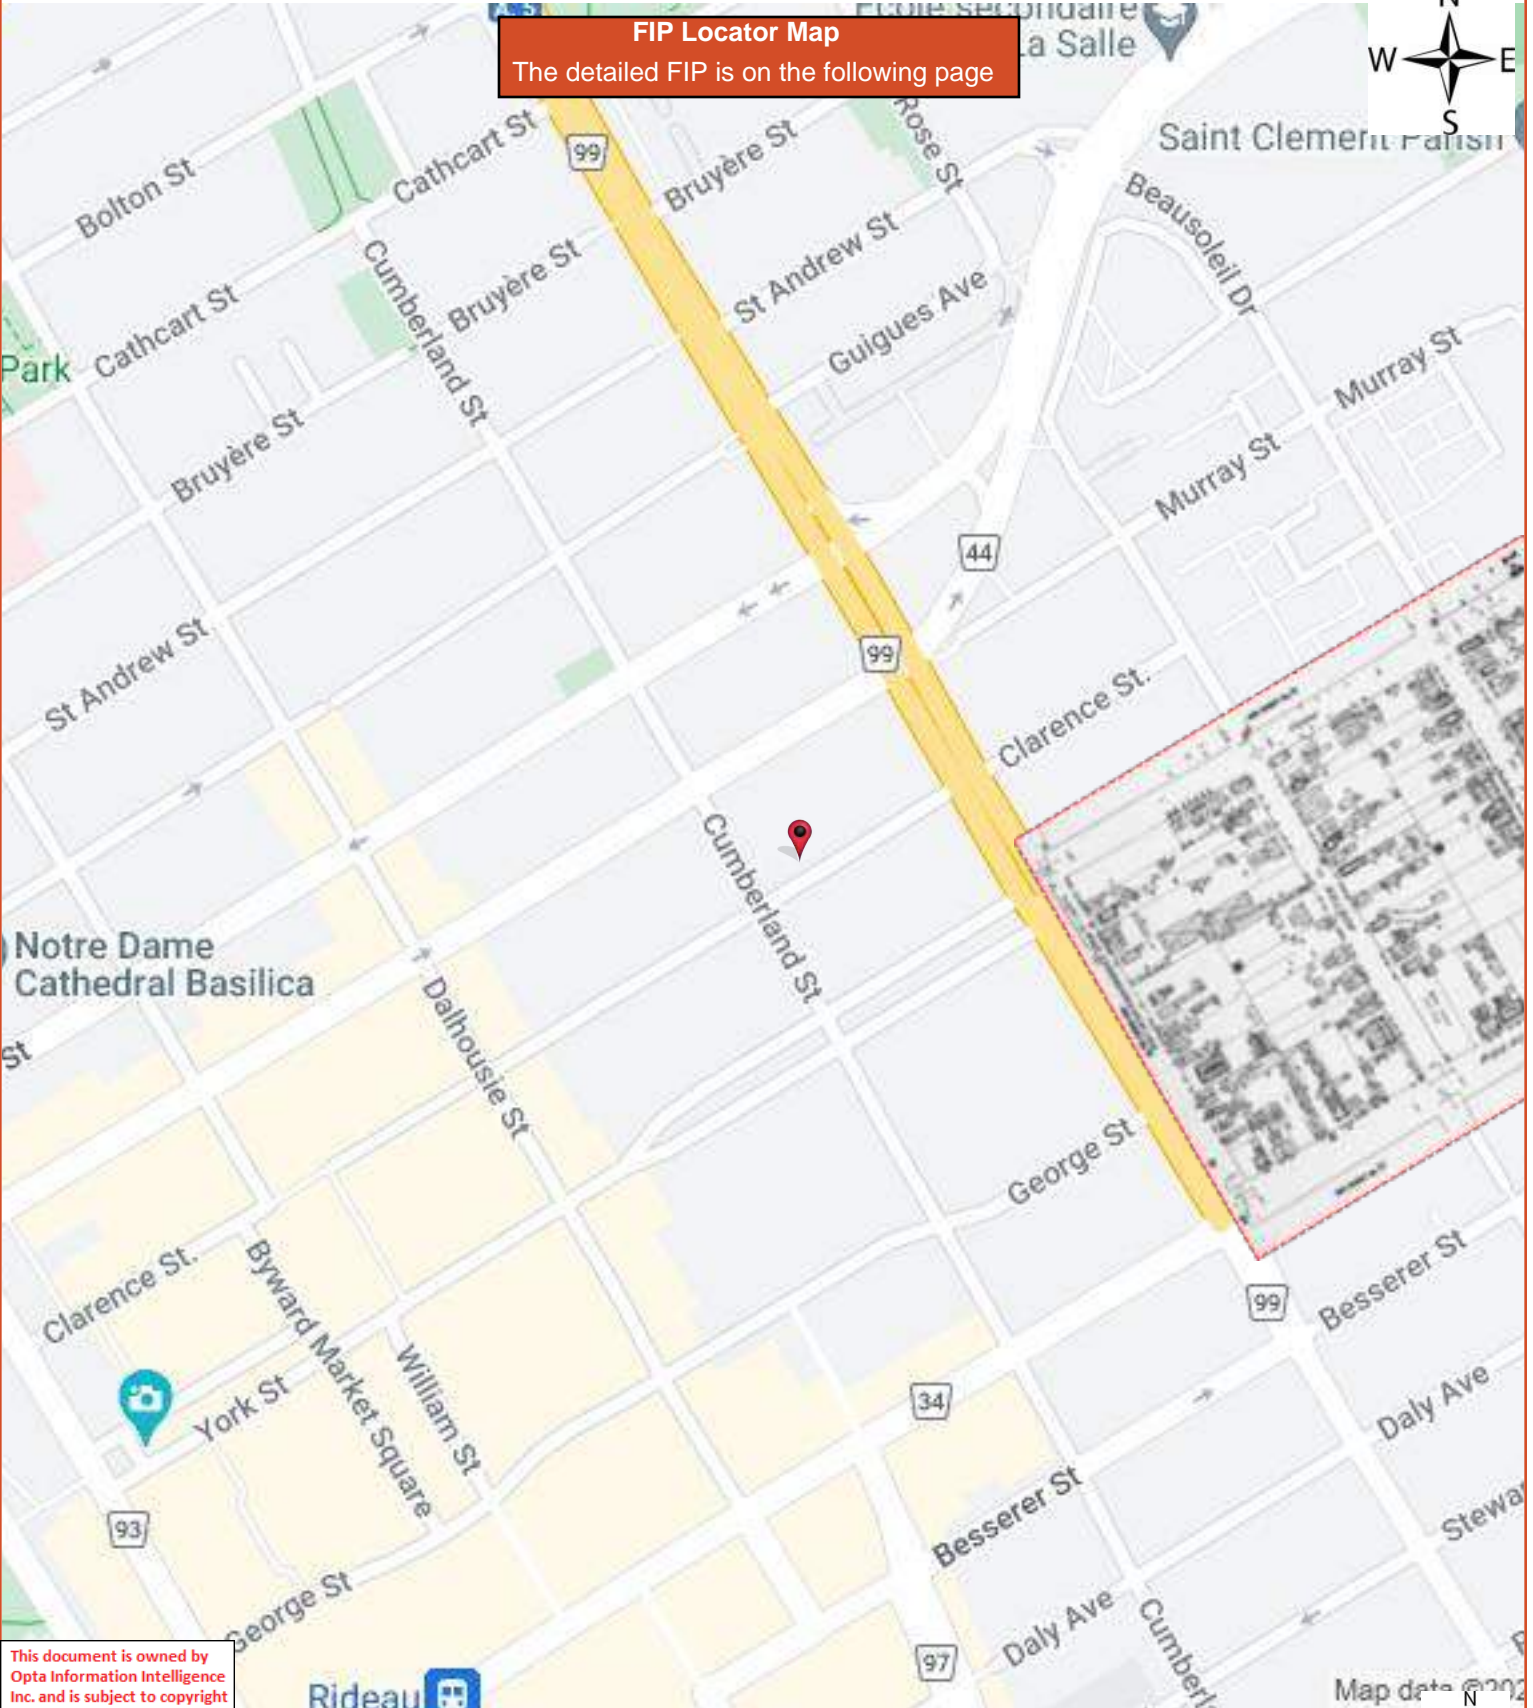 FIP Locator Map
The detailed FIP is on the following page
N
W
E
S
École secondaire
La Salle
Saint Clement Parish
99
Cathcart St
Bolton St
Bruyère St
Rose St
Beausoleil Dr
St Andrew St
Guigues Ave
Cumberland St
Bruyère St
Cathcart St
Park
Murray St
Bruyère St
Murray St
44
St Andrew St
99
Clarence St.
Cumberland St
Notre Dame
Cathedral Basilica
St
Dalhousie St
George St
Clarence St.
Byward Market Square
William St
York St
99
Besserer St
34
Daly Ave
93
Besserer St
George St
Daly Ave
97
Rideau
This document is owned by
Opta Information Intelligence
Inc. and is subject to copyright
N